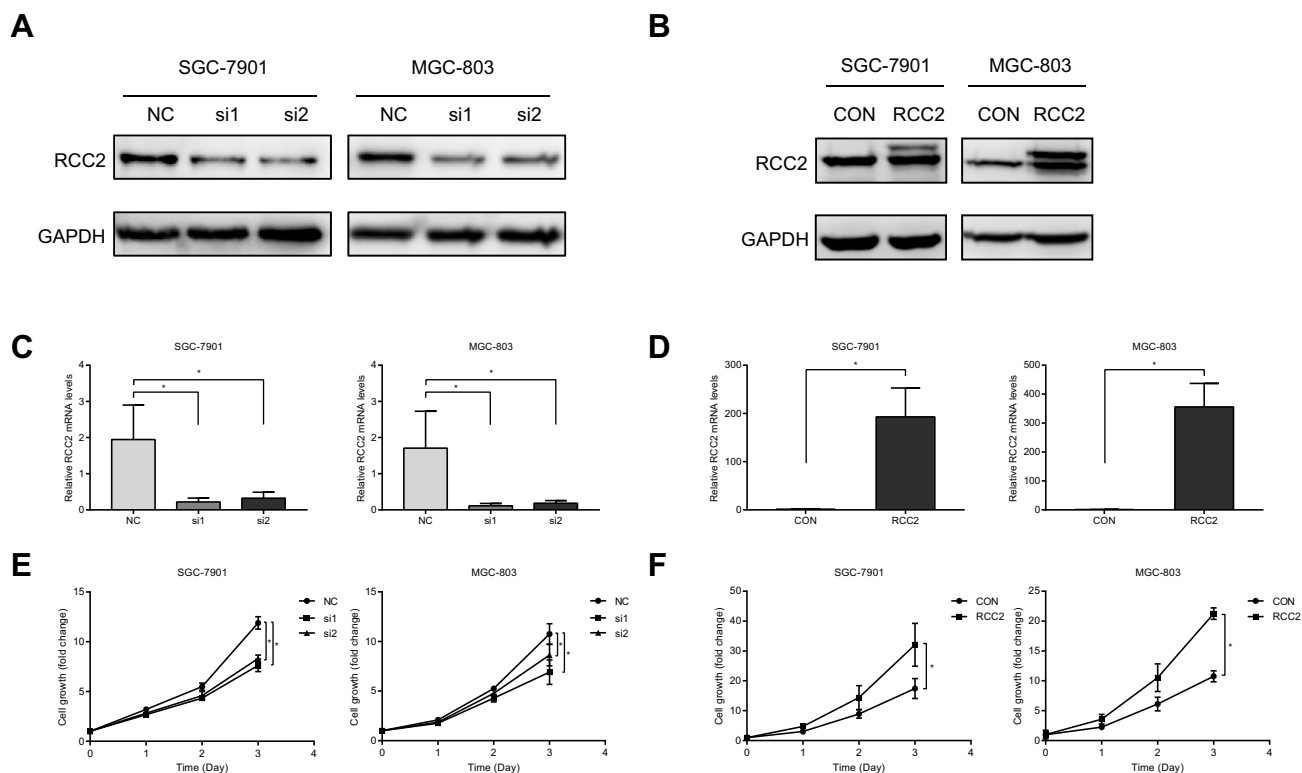 A
SGC-7901 MGC-803
NC si1 si2 NC si1 si2
RCC2
GAPDH
B
SGC-7901 MGC-803
CON RCC2 CON RCC2
RCC2
GAPDH
C
SGC-7901
Relative RCC2 mRNA levels
4
3
2
1
0
* *
NC si1 si2
MGC-803
Relative RCC2 mRNA levels
4
3
2
1
0
* *
NC si1 si2
D
SGC-7901
Relative RCC2 mRNA levels
300
200
100
0
*
CON RCC2
MGC-803
Relative RCC2 mRNA levels
500
400
300
200
100
0
*
CON RCC2
E
SGC-7901
Cell growth (fold change)
15
10
5
0
0 1 2 3 4
Time (Day)
NC
si1
si2
* *
MGC-803
Cell growth (fold change)
15
10
5
0
0 1 2 3 4
Time (Day)
NC
si1
si2
* *
F
SGC-7901
Cell growth (fold change)
50
40
30
20
10
0
0 1 2 3 4
Time (Day)
CON
RCC2
*
MGC-803
Cell growth (fold change)
25
20
15
10
5
0
0 1 2 3 4
Time (Day)
CON
RCC2
*